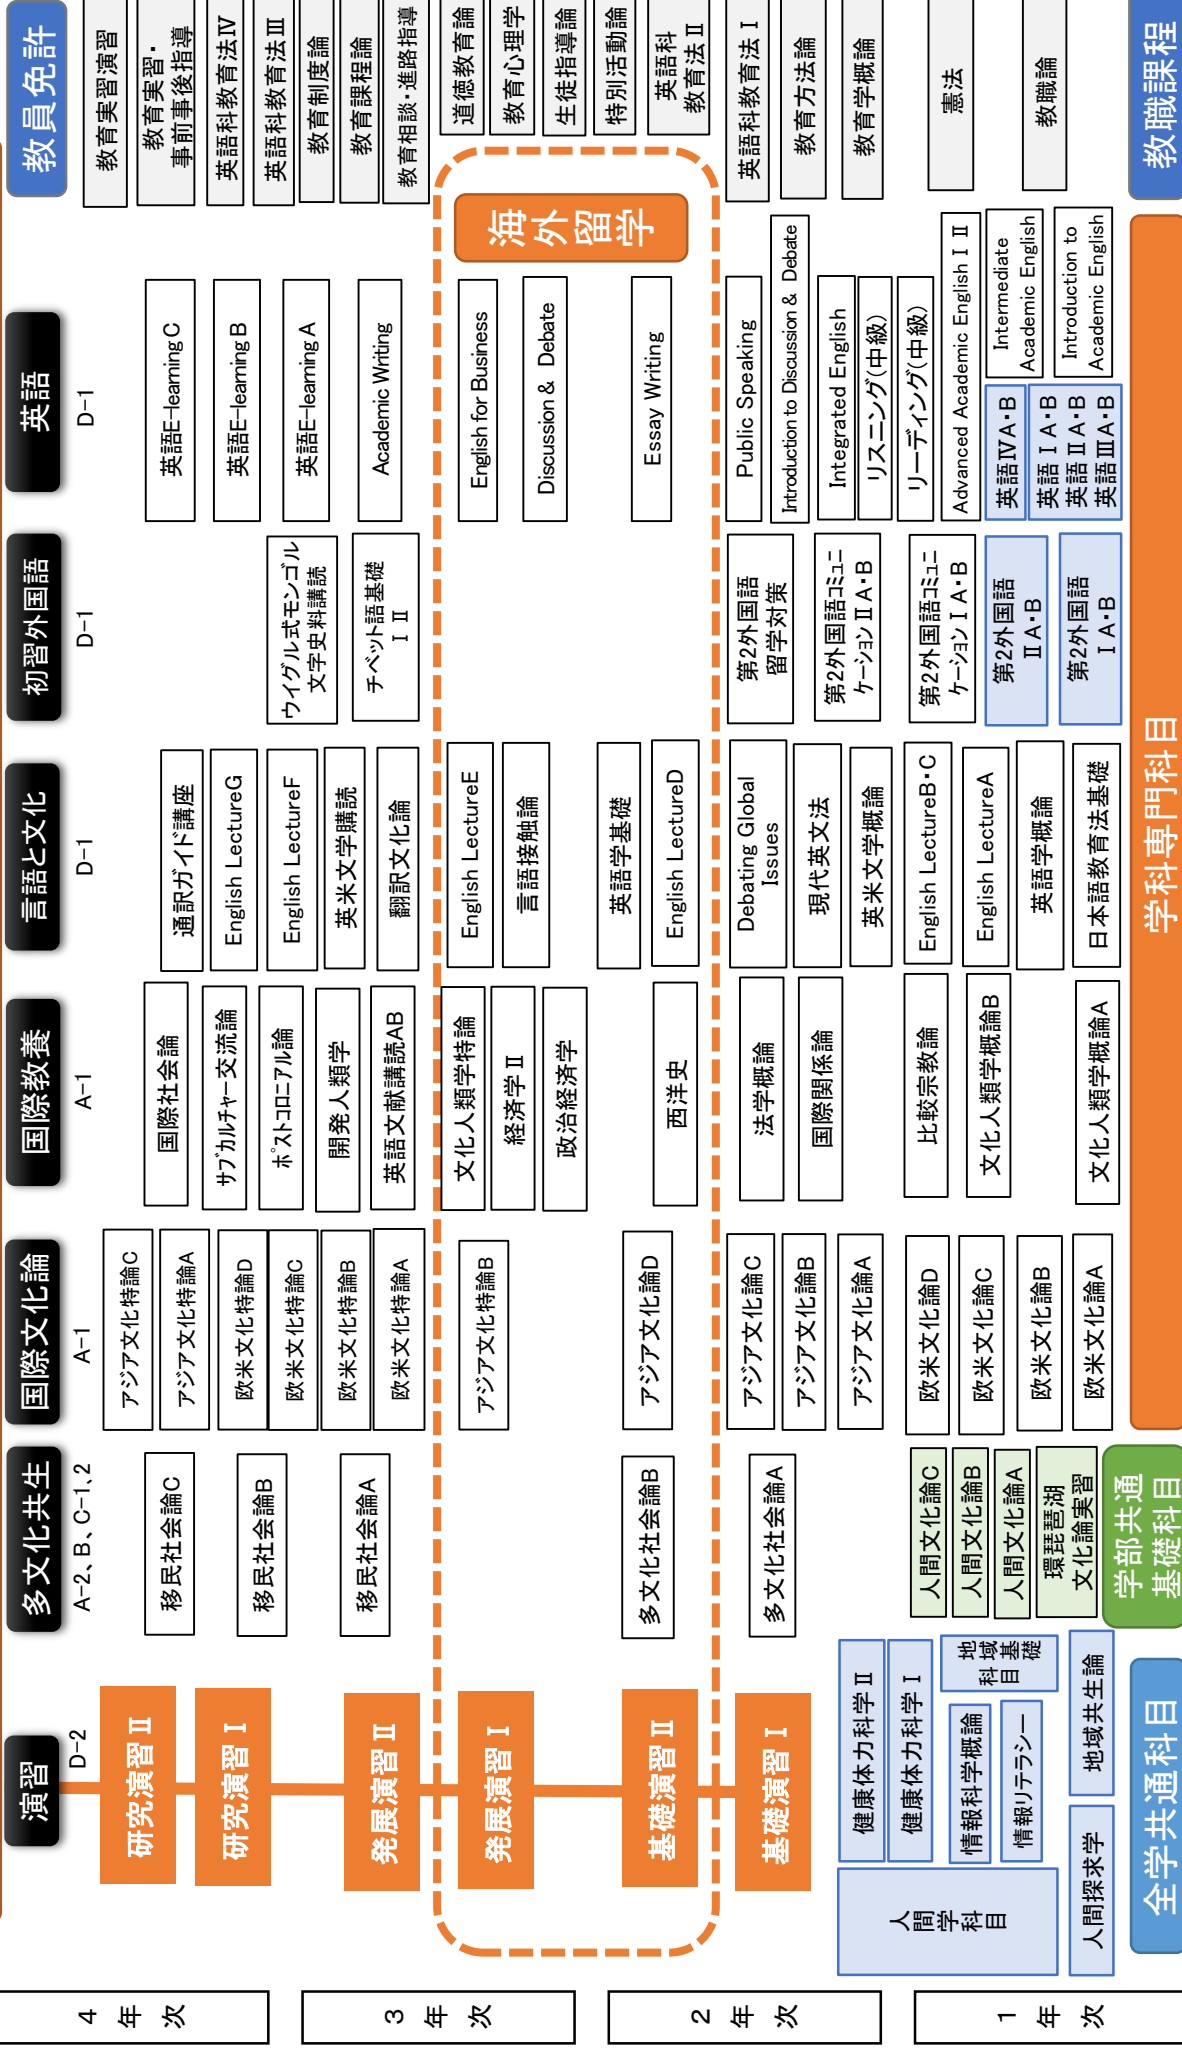 4年次
3年次
2年次
1年次
演習
D-2
研究演習Ⅱ
研究演習Ⅰ
発展演習Ⅱ
発展演習Ⅰ
基礎演習Ⅱ
基礎演習Ⅰ
健康体力科学Ⅱ
健康体力科学Ⅰ
人間学科目
情報科学概論
情報リテラシー
地域基礎
科目
人間探求学
地域共生論
全学共通科目
多文化共生
A-2、B、C-1,2
移民社会論C
移民社会論B
移民社会論A
多文化社会論B
多文化社会論A
人間文化論C
人間文化論B
人間文化論A
環琵琶湖
文化論実習
学部共通
基礎科目
国際文化論
A-1
アジア文化特論C
アジア文化特論A
欧米文化特論D
欧米文化特論C
欧米文化特論B
欧米文化特論A
アジア文化特論B
アジア文化論D
アジア文化論C
アジア文化論B
アジア文化論A
欧米文化論D
欧米文化論C
欧米文化論B
欧米文化論A
国際教養
A-1
国際社会論
サブカルチャー交流論
ポストコロニアル論
開発人類学
英語文献講読AB
文化人類学特論
経済学Ⅱ
政治経済学
西洋史
法学概論
国際関係論
比較宗教論
文化人類学概論B
文化人類学概論A
言語と文化
D-1
通訳ガイド講座
English LectureG
English LectureF
英米文学購読
翻訳文化論
English LectureE
言語接触論
英語学基礎
English LectureD
Debating Global
Issues
現代英文法
英米文学概論
English LectureB・C
English LectureA
英語学概論
日本語教育法基礎
初習外国語
D-1
ウイグル式モンゴル
文字史料講読
チベット語基礎
Ⅰ Ⅱ
第2外国語
留学対策
第2外国語コミュニ
ケーションⅡA・B
第2外国語コミュニ
ケーションⅠA・B
第2外国語
ⅡA・B
第2外国語
ⅠA・B
英語
D-1
英語E-learning C
英語E-learning B
英語E-learning A
Academic Writing
English for Business
Discussion & Debate
Essay Writing
Public Speaking
Introduction to Discussion & Debate
Integrated English
リスニング(中級)
リーディング(中級)
Advanced Academic English Ⅰ Ⅱ
英語ⅣA・B
英語ⅠA・B
英語ⅡA・B
英語ⅢA・B
Intermediate
Academic English
Introduction to
Academic English
学科専門科目
海外留学
教員免許
教育実習演習
教育実習・
事前事後指導
英語科教育法Ⅳ
英語科教育法Ⅲ
教育制度論
教育課程論
教育相談・進路指導
道徳教育論
教育心理学
生徒指導論
特別活動論
英語科
教育法Ⅱ
英語科教育法Ⅰ
教育方法論
教育学概論
憲法
教職論
教職課程